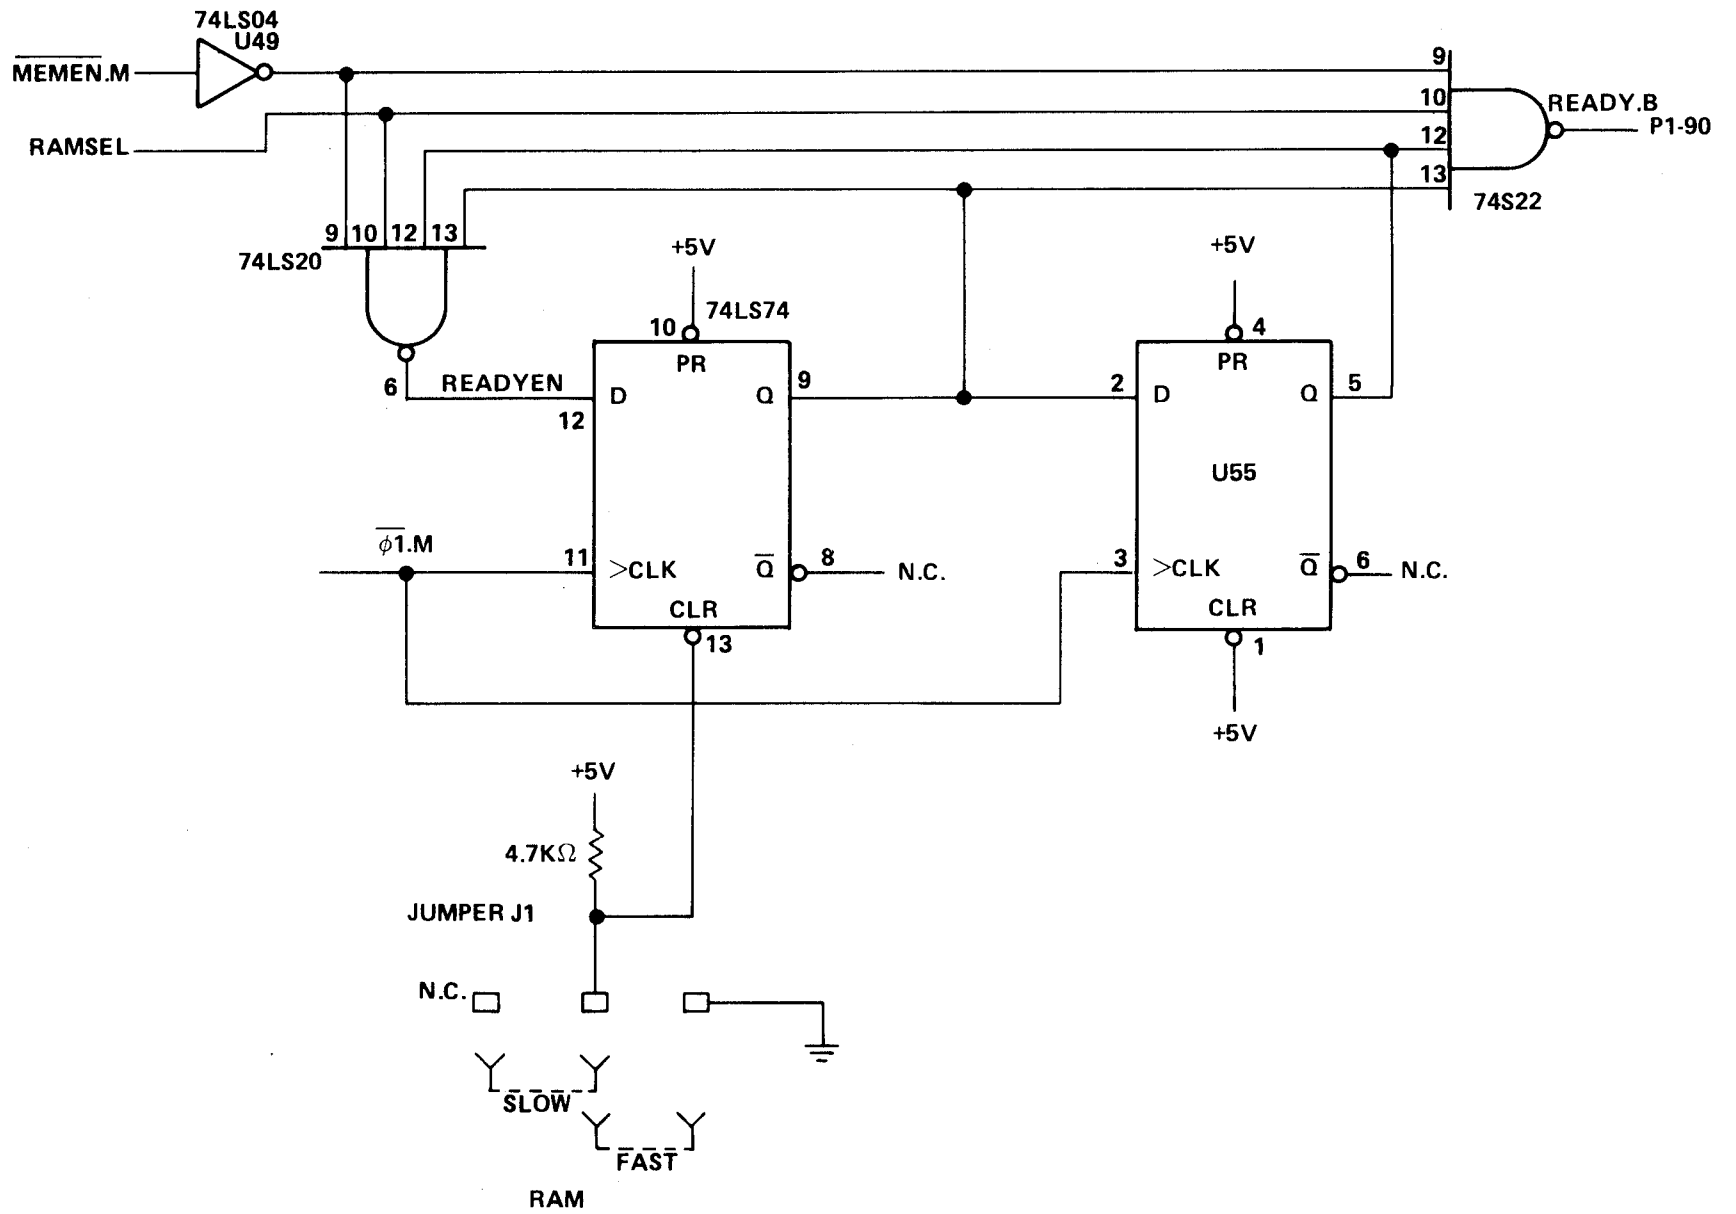 74LS04
U49
MEMEN.M
RAMSEL
9
10
12
13
READY.B
P1-90
74S22
9 10 12 13
74LS20
6
READYEN
+5V
10
74LS74
PR
D
12
Q
9
ϕ1.M
11
>CLK
Q
8
N.C.
CLR
13
+5V
4
PR
2
D
Q
5
U55
3
>CLK
Q
6
N.C.
CLR
1
+5V
+5V
4.7KΩ
JUMPER J1
N.C.
SLOW
FAST
RAM